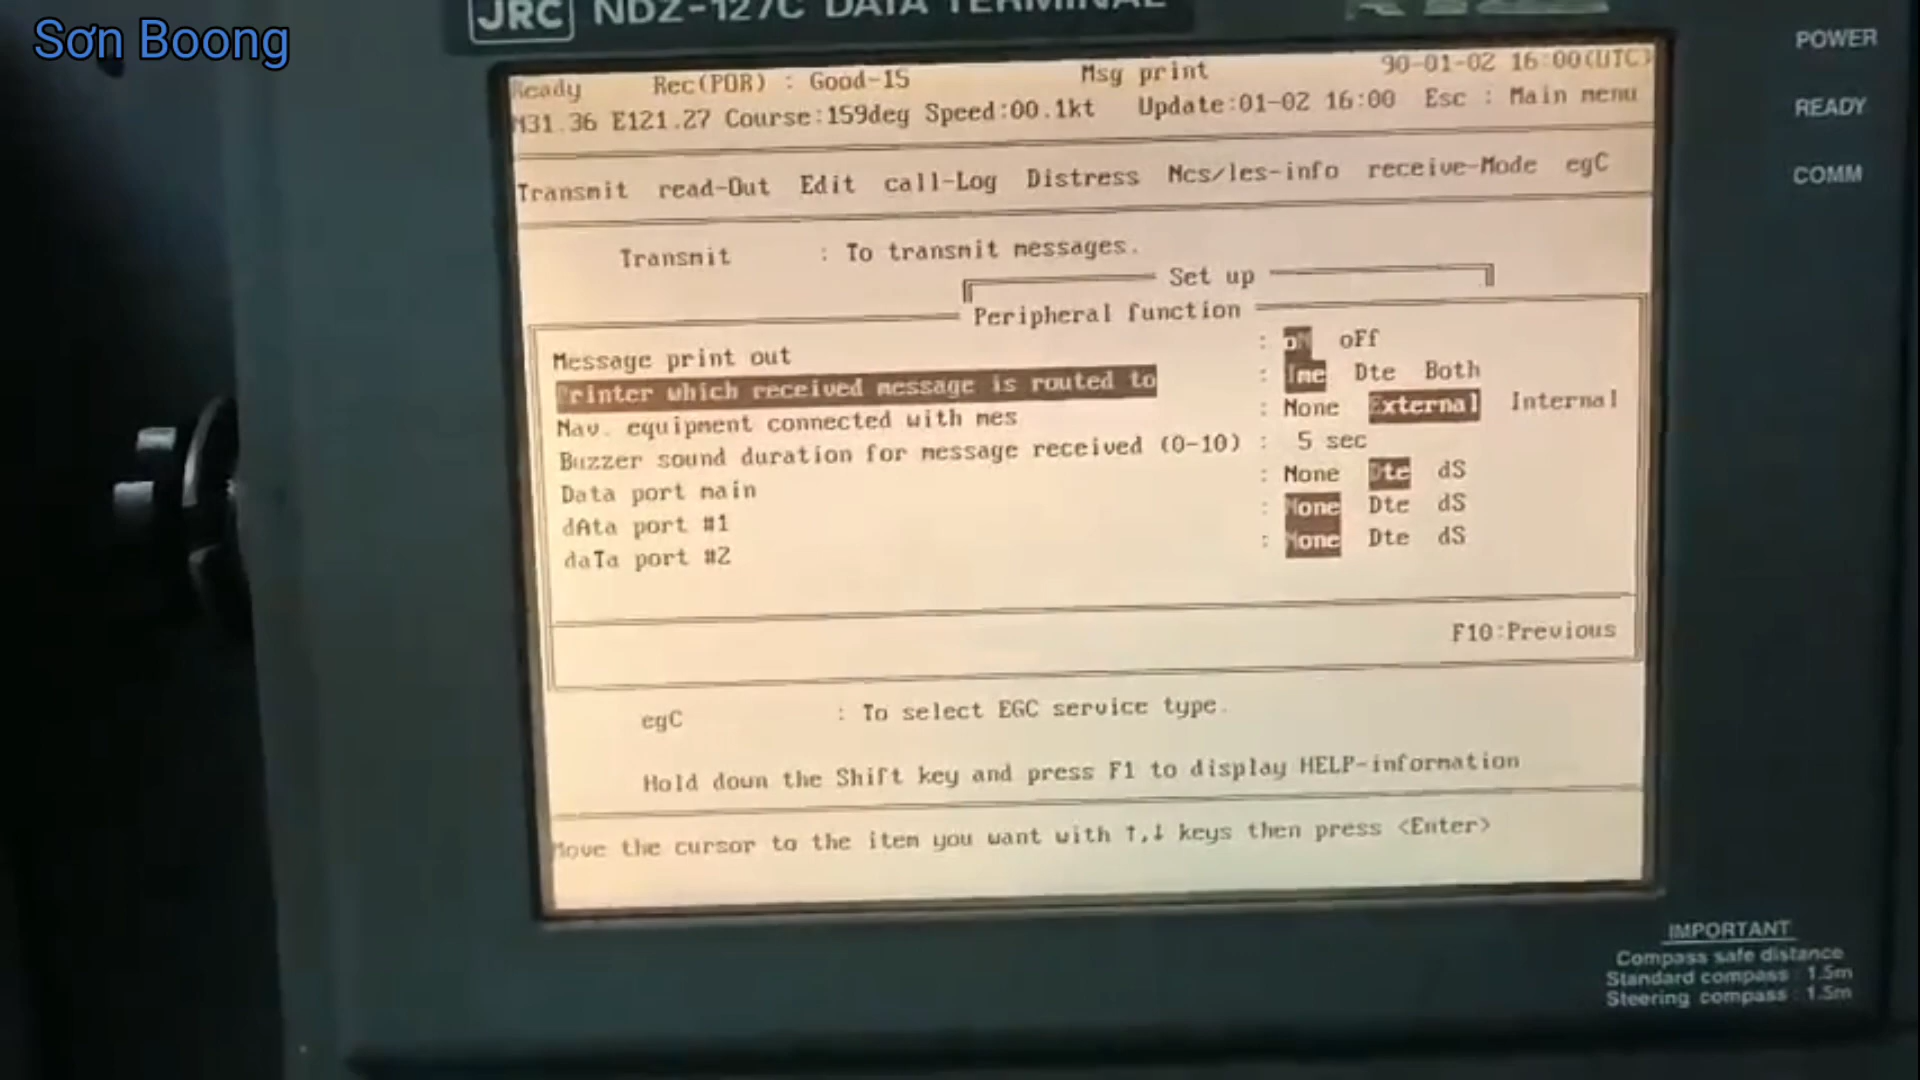 Sơn Boong
JRC NDZ-127C DATA TERMINAL
POWER
READY
COMM
Ready Rec(POR) : Good-15 Msg print 90-01-02 16:00(UTC)
N31.36 E121.27 Course:159deg Speed:00.1kt Update:01-02 16:00 Esc : Main menu
Transmit read-Out Edit call-Log Distress Ncs/les-info receive-Mode egC
Transmit : To transmit messages.
Set up
Peripheral function
Message print out : oN oFf
Printer which received message is routed to : Ime Dte Both
Nav. equipment connected with mes : None External Internal
Buzzer sound duration for message received (0-10) : 5 sec
Data port main : None Dte dS
dAta port #1 : None Dte dS
daTa port #2 : None Dte dS
F10:Previous
egC : To select EGC service type.
Hold down the Shift key and press F1 to display HELP-information
Move the cursor to the item you want with ↑,↓ keys then press <Enter>
IMPORTANT
Compass safe distance
Standard compass : 1.5m
Steering compass : 1.5m